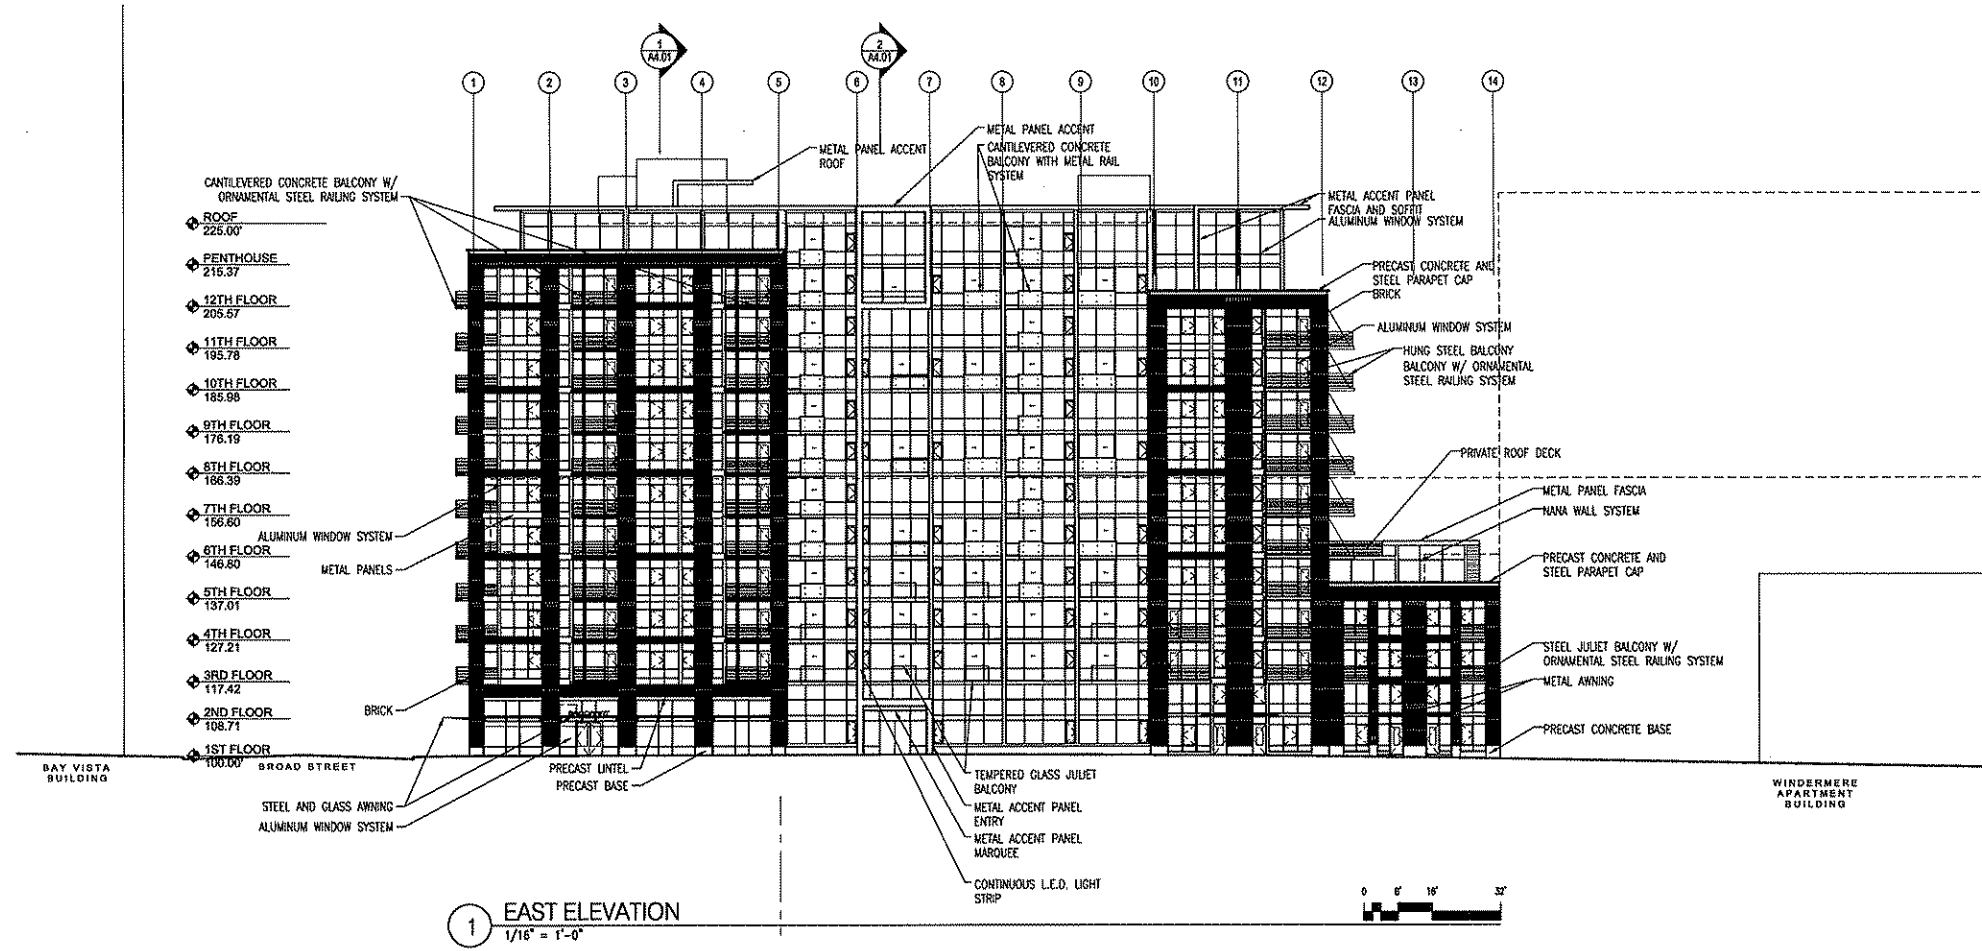 1
A4.01
2
A4.01
1
2
3
4
5
6
7
8
9
10
11
12
13
14
METAL PANEL ACCENT
ROOF
METAL PANEL ACCENT
CANTILEVERED CONCRETE
BALCONY WITH METAL RAIL
SYSTEM
CANTILEVERED CONCRETE BALCONY W/
ORNAMENTAL STEEL RAILING SYSTEM
METAL ACCENT PANEL
FASCIA AND SOFFIT
ALUMINUM WINDOW SYSTEM
ROOF
225.00'
PENTHOUSE
215.37
12TH FLOOR
205.57
11TH FLOOR
195.78
10TH FLOOR
185.98
9TH FLOOR
176.19
8TH FLOOR
166.39
7TH FLOOR
156.60
6TH FLOOR
146.80
5TH FLOOR
137.01
4TH FLOOR
127.21
3RD FLOOR
117.42
2ND FLOOR
108.71
1ST FLOOR
100.00'
PRECAST CONCRETE AND
STEEL PARAPET CAP
BRICK
ALUMINUM WINDOW SYSTEM
HUNG STEEL BALCONY
BALCONY W/ ORNAMENTAL
STEEL RAILING SYSTEM
PRIVATE ROOF DECK
METAL PANEL FASCIA
NANA WALL SYSTEM
PRECAST CONCRETE AND
STEEL PARAPET CAP
STEEL JULIET BALCONY W/
ORNAMENTAL STEEL RAILING SYSTEM
METAL AWNING
PRECAST CONCRETE BASE
ALUMINUM WINDOW SYSTEM
METAL PANELS
BRICK
BAY VISTA
BUILDING
BROAD STREET
PRECAST LINTEL
PRECAST BASE
STEEL AND GLASS AWNING
ALUMINUM WINDOW SYSTEM
TEMPERED GLASS JULIET
BALCONY
METAL ACCENT PANEL
ENTRY
METAL ACCENT PANEL
MARQUEE
CONTINUOUS L.E.D. LIGHT
STRIP
WINDERMERE
APARTMENT
BUILDING
1
EAST ELEVATION
1/16" = 1'-0"
0 8' 16' 32'